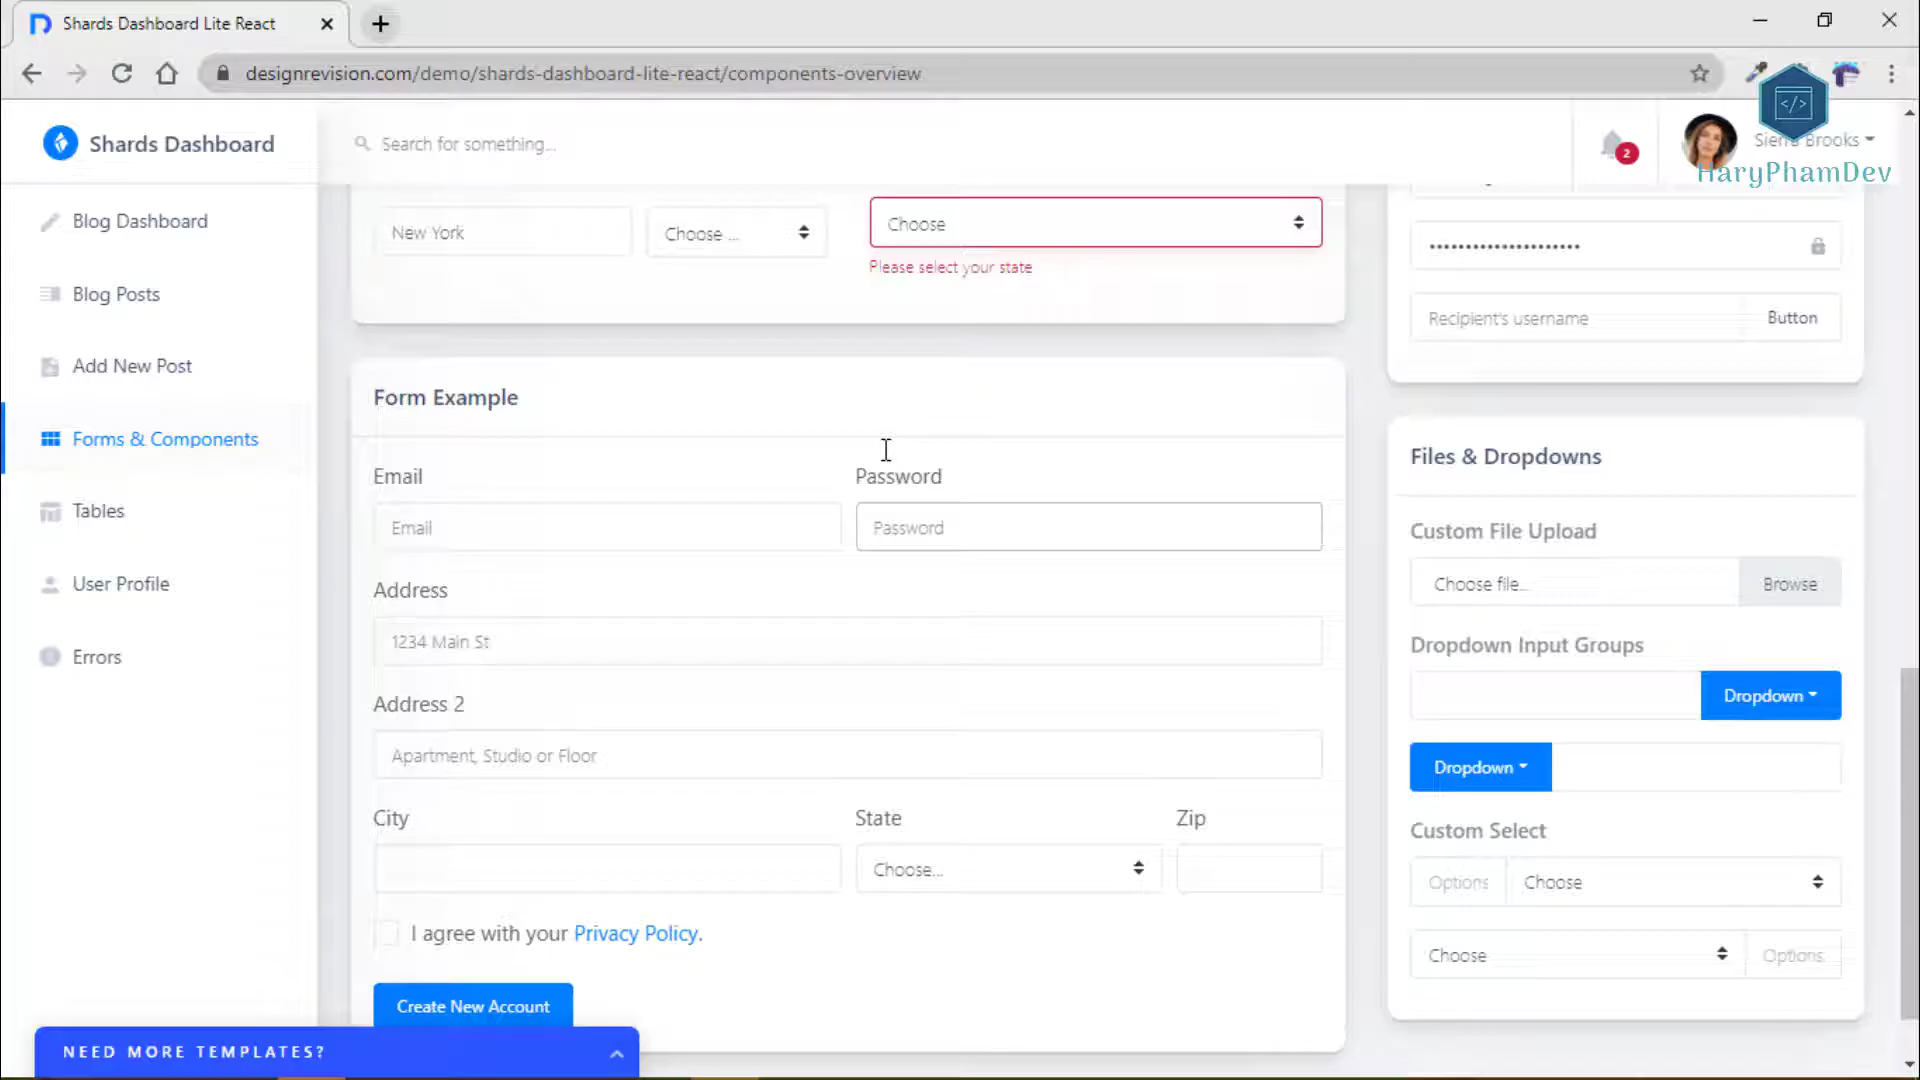 Shards Dashboard Lite React
designrevision.com/demo/shards-dashboard-lite-react/components-overview
Shards Dashboard
Search for something...
2
Sierra Brooks
</>
HaryPhamDev
Blog Dashboard
Blog Posts
Add New Post
Forms & Components
Tables
User Profile
Errors
New York
Choose ...
Choose
Please select your state
Form Example
Email
Password
Email
Password
Address
1234 Main St
Address 2
Apartment, Studio or Floor
City
State
Zip
Choose...
I agree with your Privacy Policy.
Create New Account
Recipient's username
Button
Files & Dropdowns
Custom File Upload
Choose file...
Browse
Dropdown Input Groups
Dropdown
Dropdown
Custom Select
Options
Choose
Choose
Options
NEED MORE TEMPLATES?